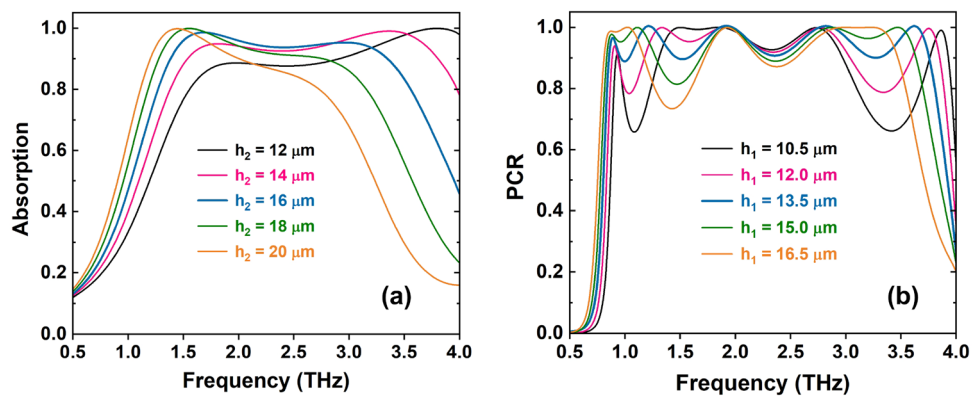 1.0
0.8
0.6
0.4
0.2
0.0
Absorption
h2 = 12 μm
h2 = 14 μm
h2 = 16 μm
h2 = 18 μm
h2 = 20 μm
(a)
0.5 1.0 1.5 2.0 2.5 3.0 3.5 4.0
Frequency (THz)
1.0
0.8
0.6
0.4
0.2
0.0
PCR
h1 = 10.5 μm
h1 = 12.0 μm
h1 = 13.5 μm
h1 = 15.0 μm
h1 = 16.5 μm
(b)
0.5 1.0 1.5 2.0 2.5 3.0 3.5 4.0
Frequency (THz)